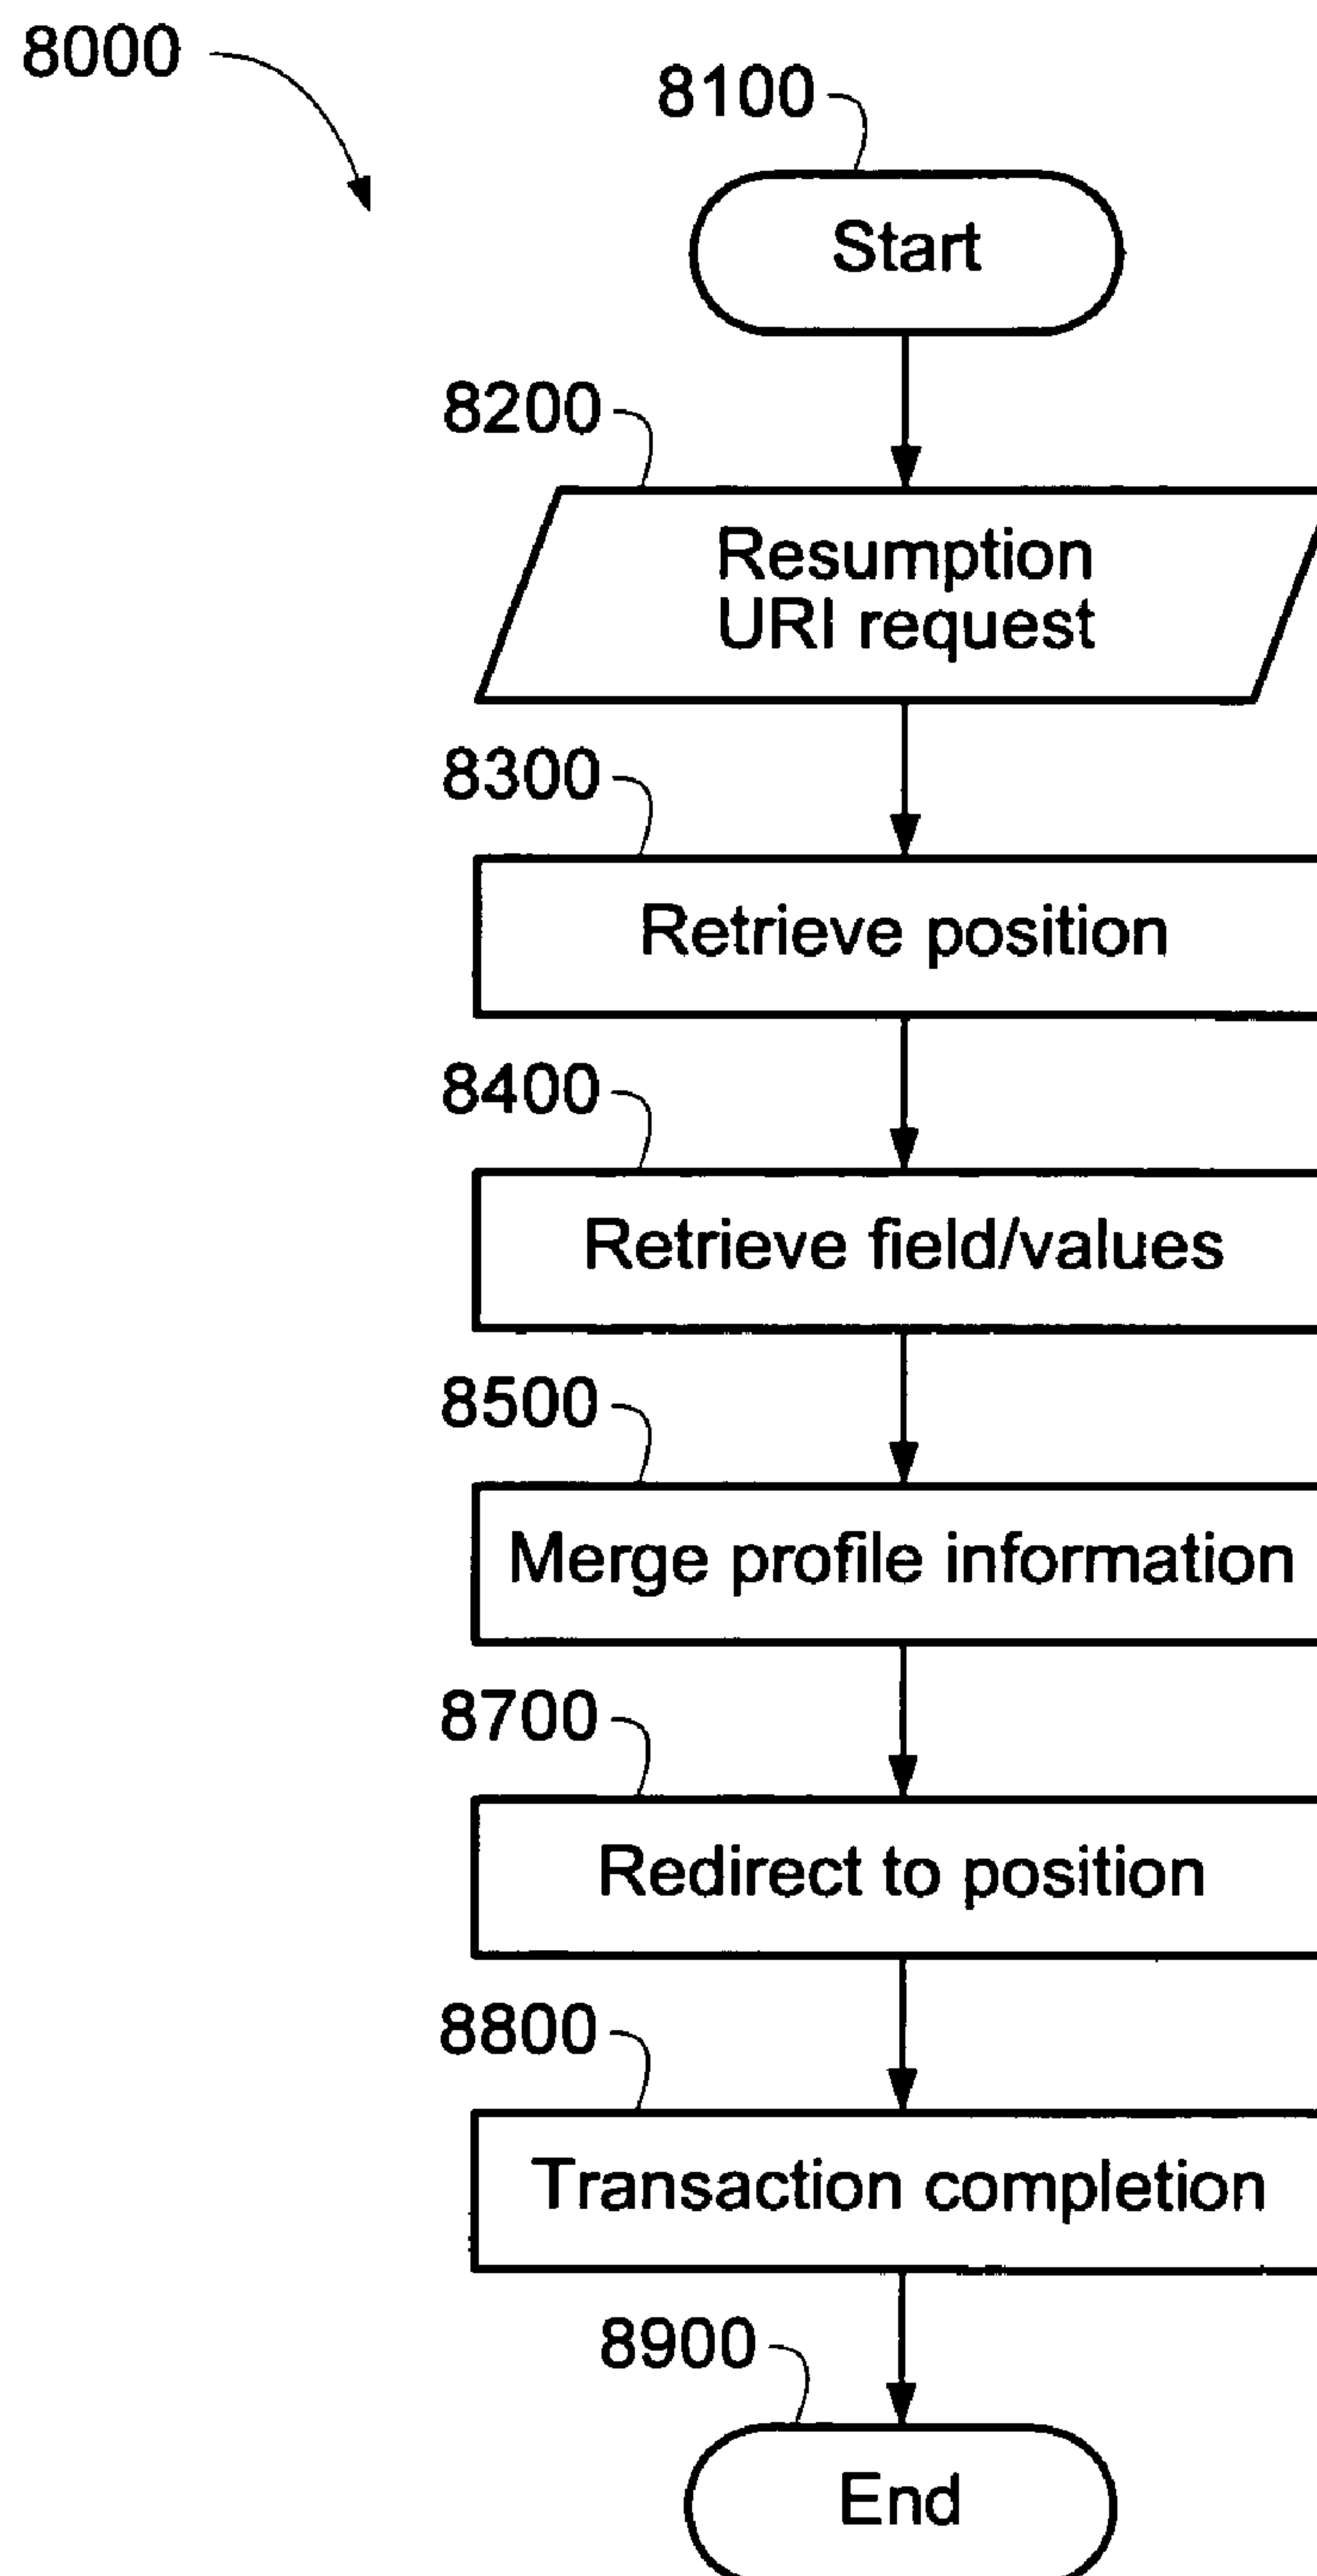 8000
8100
Start
8200
Resumption
URI request
8300
Retrieve position
8400
Retrieve field/values
8500
Merge profile information
8700
Redirect to position
8800
Transaction completion
8900
End